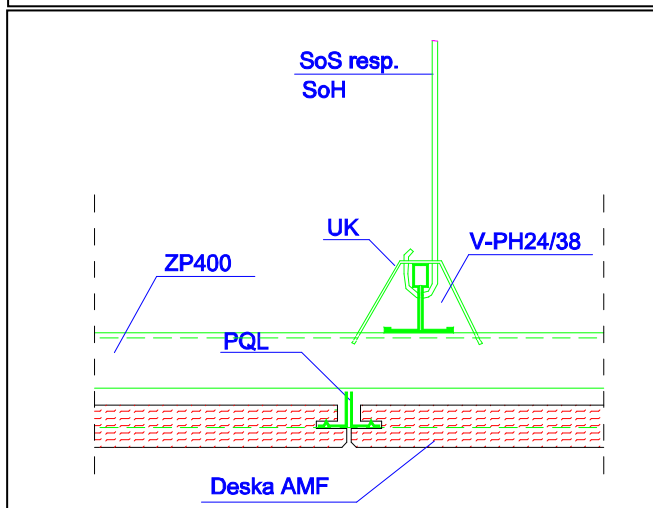 SoS resp.
SoH
UK
V-PH24/38
ZP400
PQL
Deska AMF